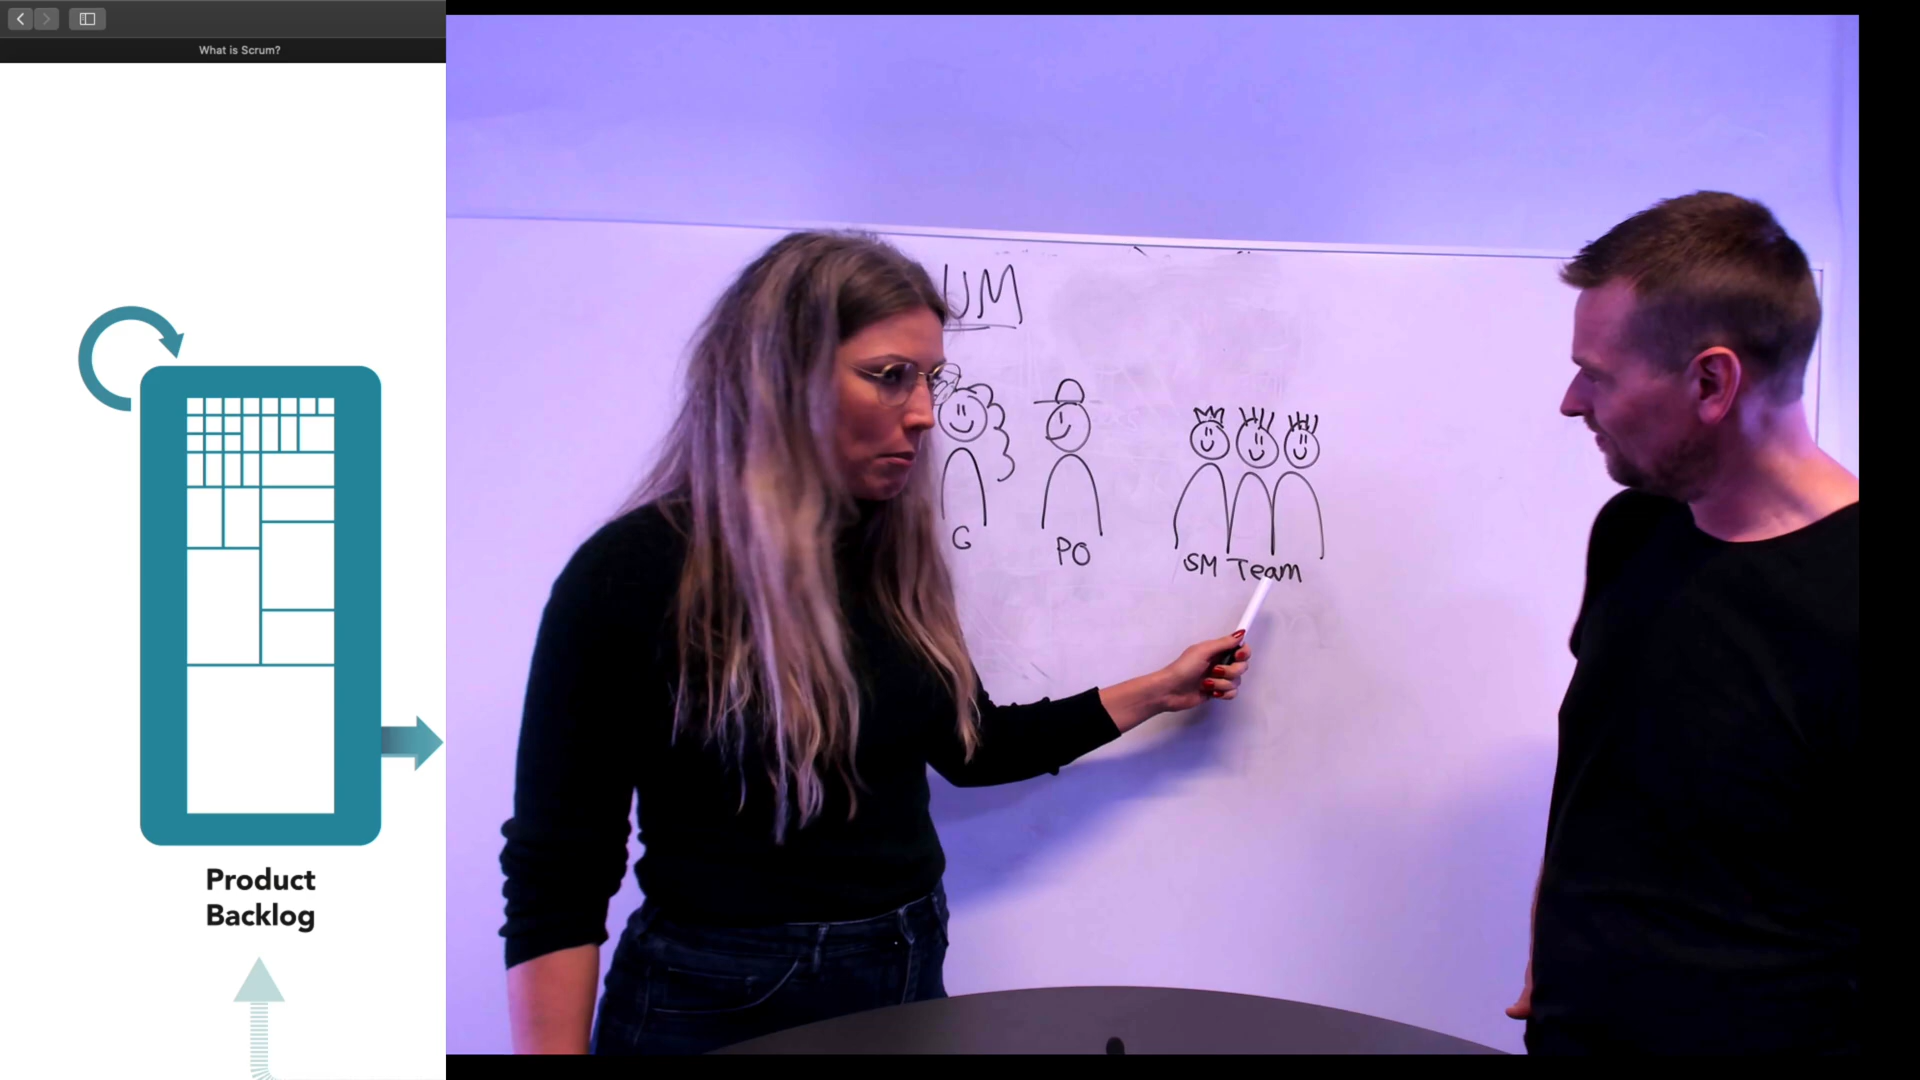 What is Scrum?
Product
Backlog
UM
G
PO
SM Team